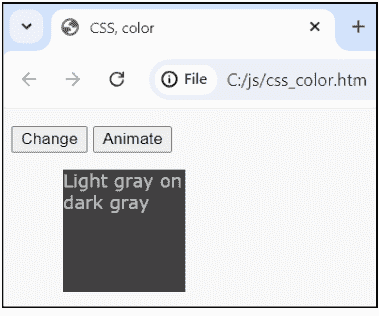 CSS, color
File C:/js/css_color.htm
Change Animate
Light gray on
dark gray